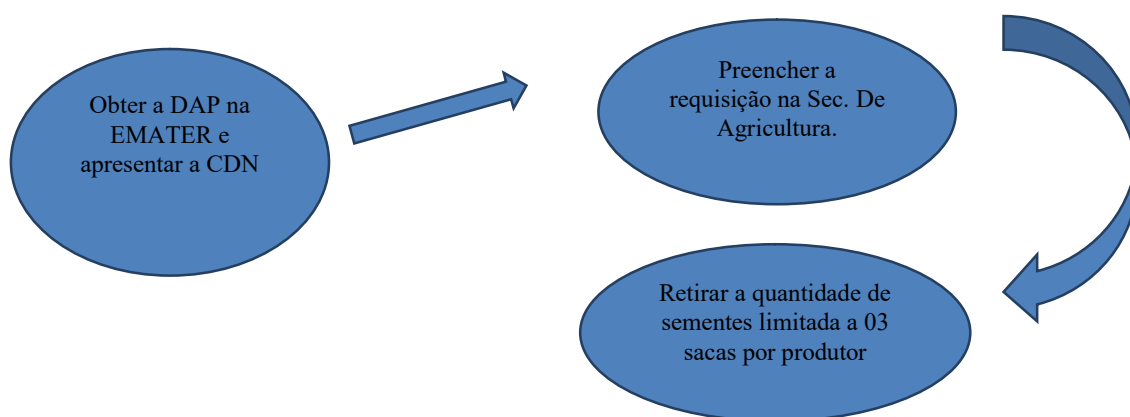 Obter a DAP na
EMATER e
apresentar a CDN
Preencher a
requisição na Sec. De
Agricultura.
Retirar a quantidade de
sementes limitada a 03
sacas por produtor